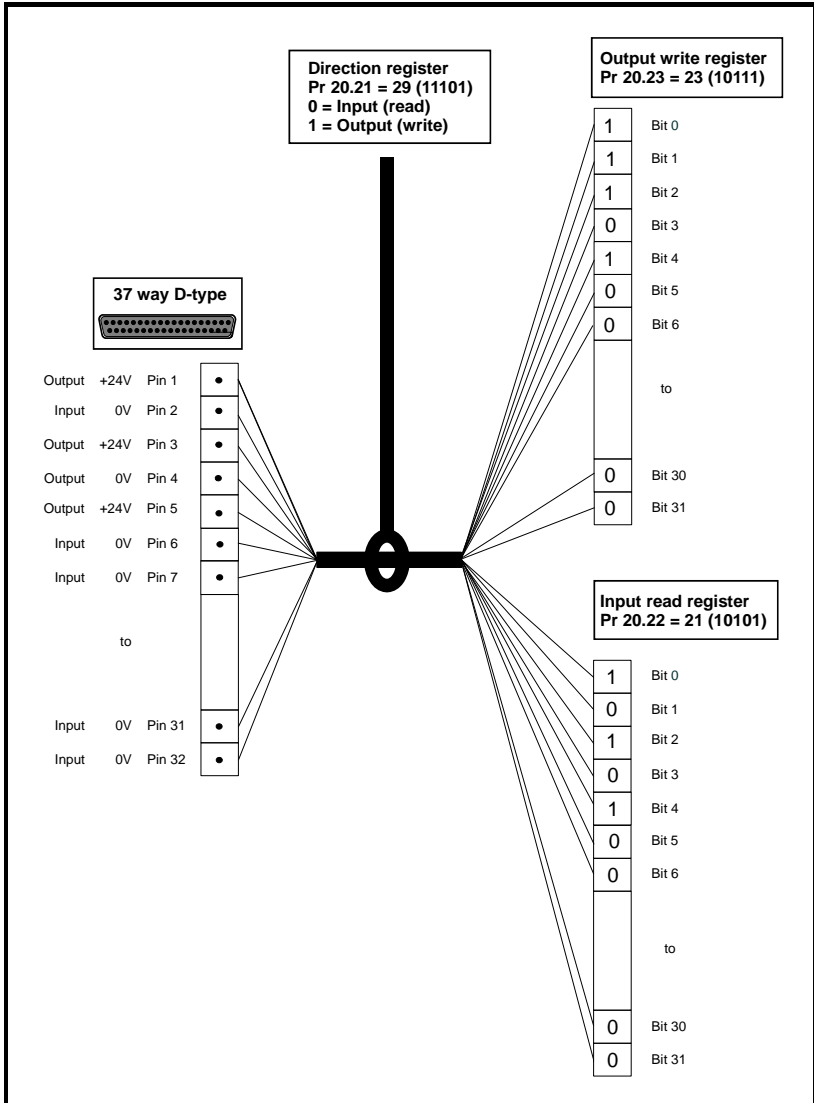 Direction register
Pr 20.21 = 29 (11101)
0 = Input (read)
1 = Output (write)
Output write register
Pr 20.23 = 23 (10111)
1 Bit 0
1 Bit 1
1 Bit 2
0 Bit 3
1 Bit 4
0 Bit 5
0 Bit 6
to
0 Bit 30
0 Bit 31
37 way D-type
Output +24V Pin 1
Input 0V Pin 2
Output +24V Pin 3
Output 0V Pin 4
Output +24V Pin 5
Input 0V Pin 6
Input 0V Pin 7
to
Input 0V Pin 31
Input 0V Pin 32
Input read register
Pr 20.22 = 21 (10101)
1 Bit 0
0 Bit 1
1 Bit 2
0 Bit 3
1 Bit 4
0 Bit 5
0 Bit 6
to
0 Bit 30
0 Bit 31